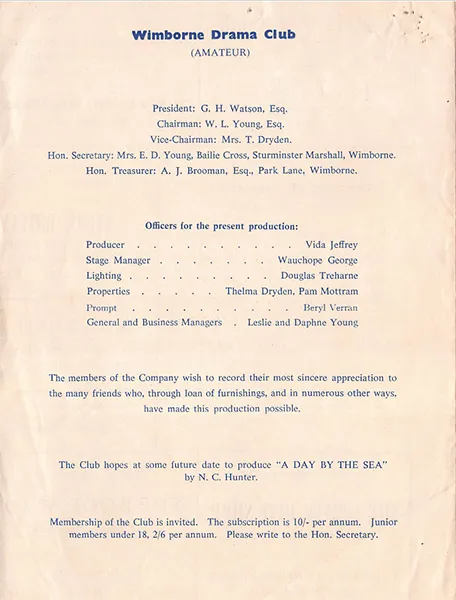 Wimborne Drama Club
(AMATEUR)
President: G. H. Watson, Esq.
Chairman: W. L. Young, Esq.
Vice-Chairman: Mrs. T. Dryden.
Hon. Secretary: Mrs. E. D. Young, Bailie Cross, Sturminster Marshall, Wimborne.
Hon. Treasurer: A. J. Brooman, Esq., Park Lane, Wimborne.
Officers for the present production:
Producer . . . . . . . . . . Vida Jeffrey
Stage Manager . . . . . . . Wauchope George
Lighting . . . . . . . . . Douglas Treharne
Properties . . . . . Thelma Dryden, Pam Mottram
Prompt . . . . . . . . . . Beryl Verran
General and Business Managers . Leslie and Daphne Young
The members of the Company wish to record their most sincere appreciation to
the many friends who, through loan of furnishings, and in numerous other ways,
have made this production possible.
The Club hopes at some future date to produce "A DAY BY THE SEA"
by N. C. Hunter.
Membership of the Club is invited. The subscription is 10/- per annum. Junior
members under 18, 2/6 per annum. Please write to the Hon. Secretary.